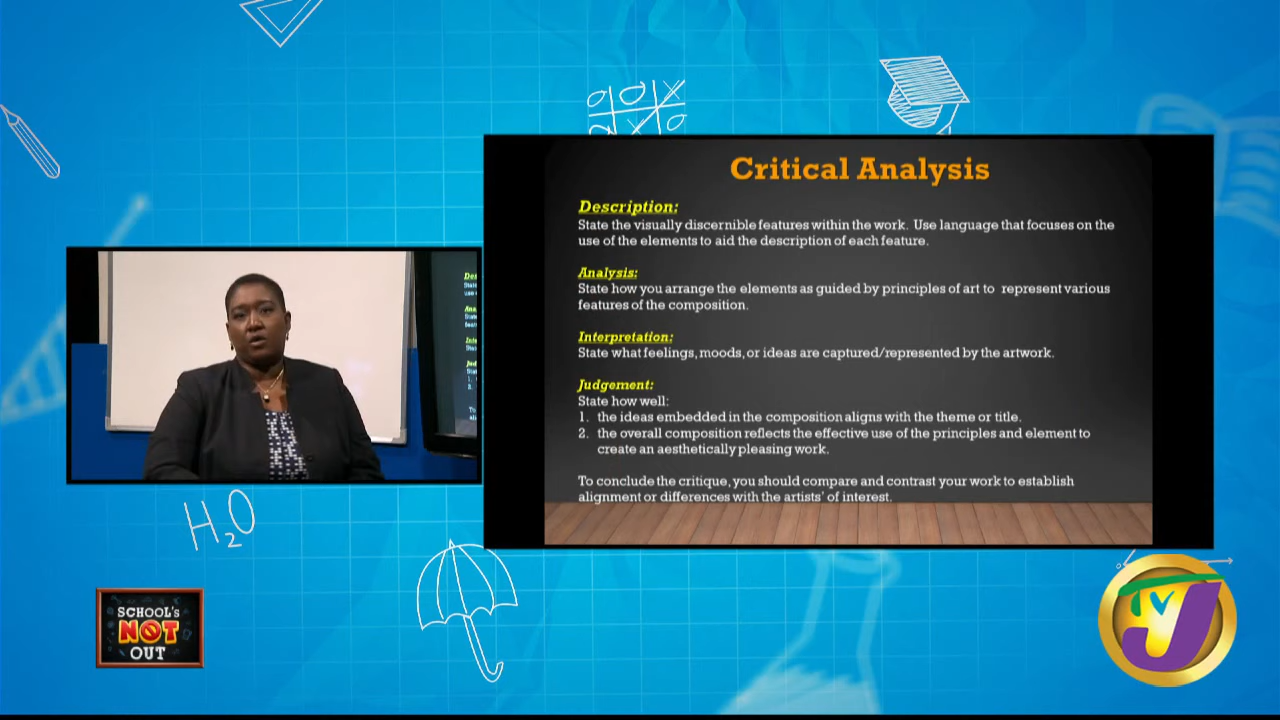 Critical Analysis
Description:
State the visually discernible features within the work. Use language that focuses on the
use of the elements to aid the description of each feature.
Analysis:
State how you arrange the elements as guided by principles of art to represent various
features of the composition.
Interpretation:
State what feelings, moods, or ideas are captured/represented by the artwork.
Judgement:
State how well:
1. the ideas embedded in the composition aligns with the theme or title.
2. the overall composition reflects the effective use of the principles and element to
create an aesthetically pleasing work.
To conclude the critique, you should compare and contrast your work to establish
alignment or differences with the artists' of interest.
H2O
SCHOOL's
NOT
OUT
TVJ